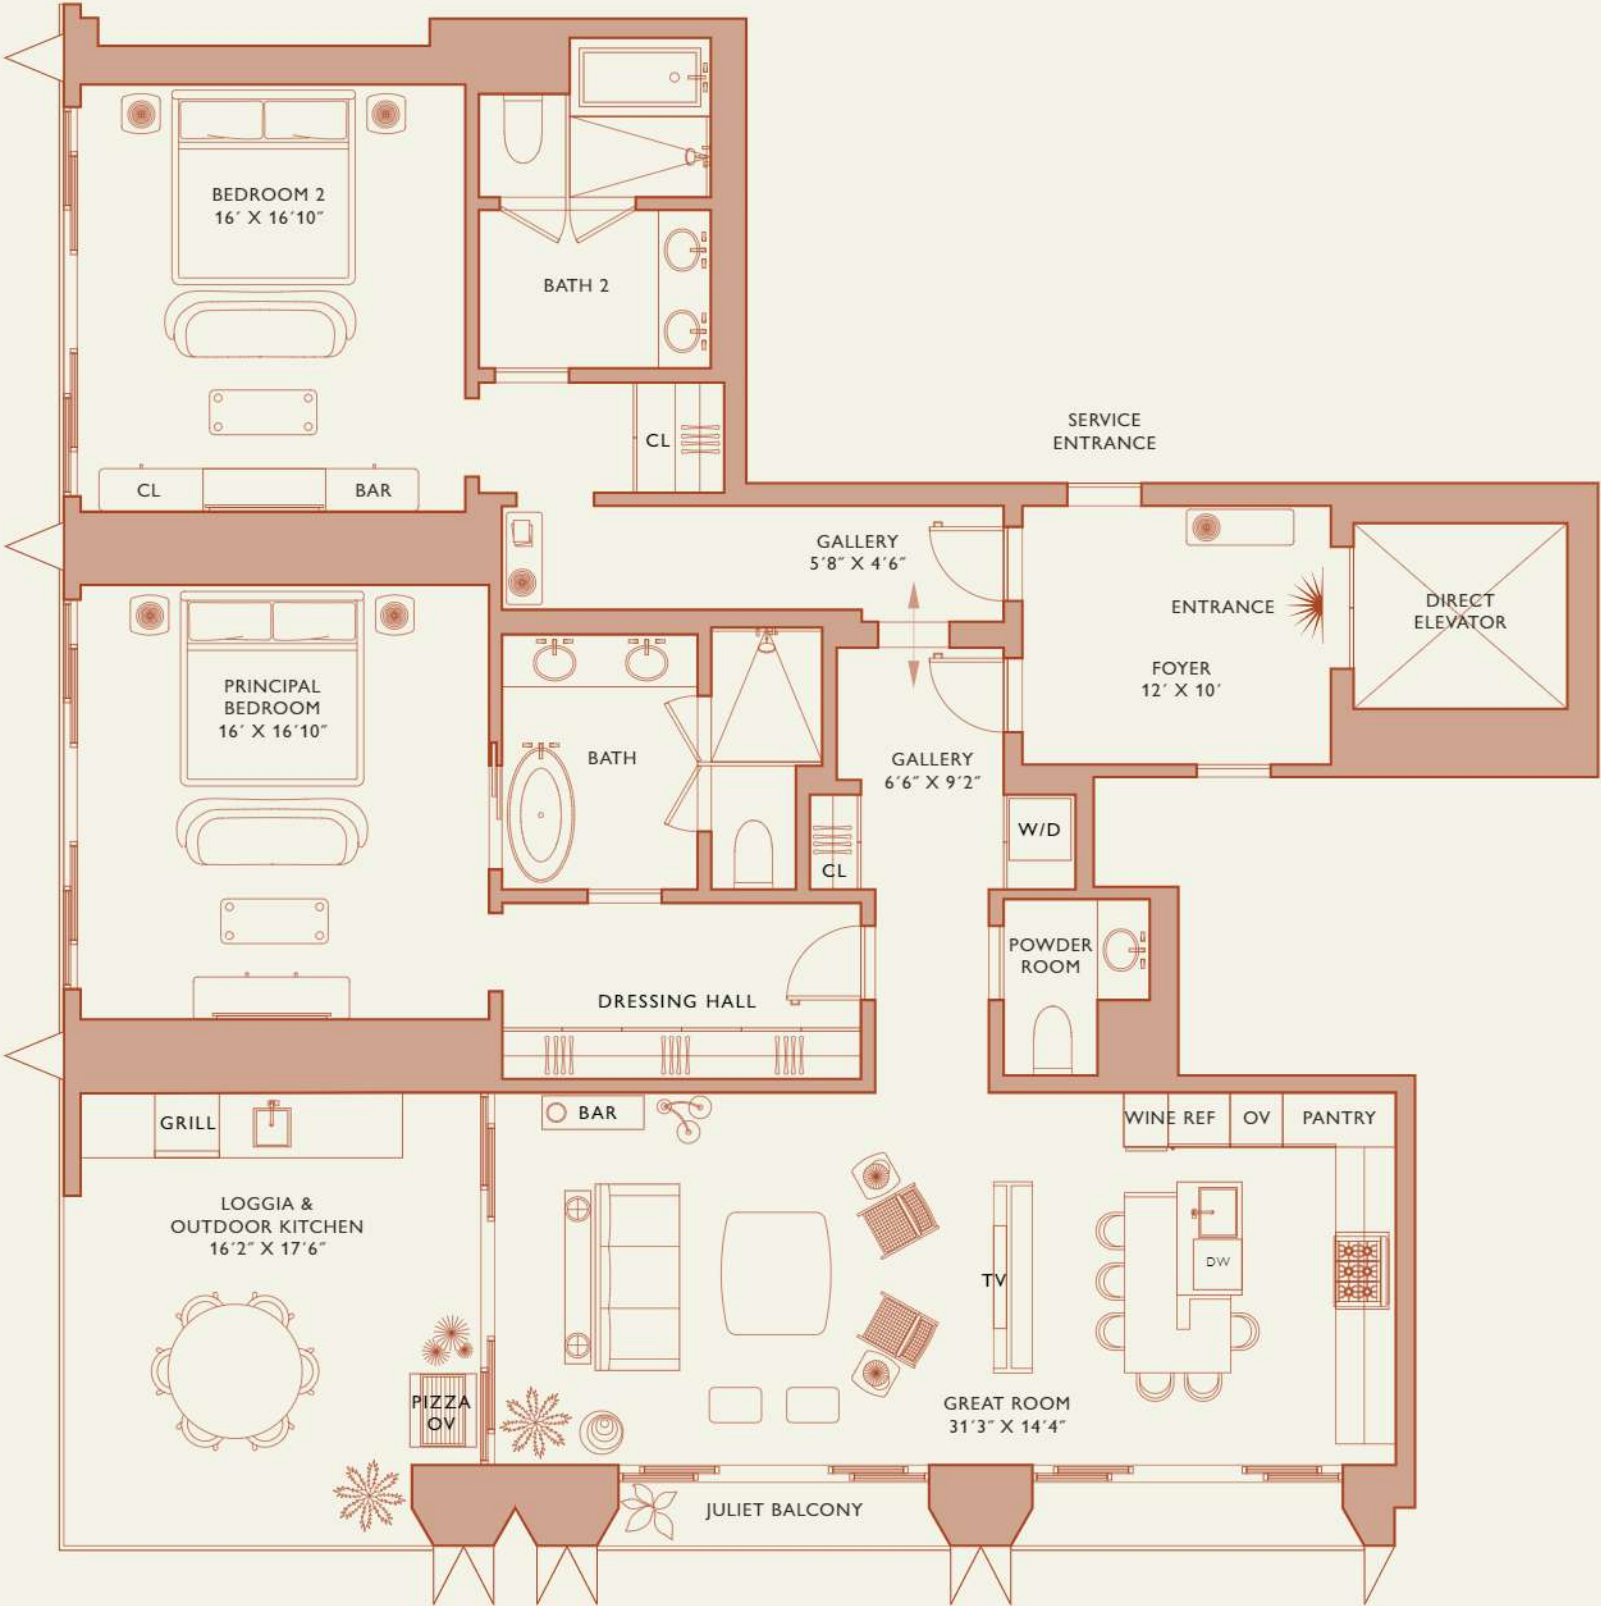 BEDROOM 2
16´ X 16´10˝
BATH 2
CL
CL
BAR
SERVICE
ENTRANCE
GALLERY
5´8˝ X 4´6˝
ENTRANCE
DIRECT
ELEVATOR
FOYER
12´ X 10´
PRINCIPAL
BEDROOM
16´ X 16´10˝
BATH
GALLERY
6´6˝ X 9´2˝
W/D
CL
POWDER
ROOM
DRESSING HALL
GRILL
BAR
WINE REF
OV
PANTRY
LOGGIA &
OUTDOOR KITCHEN
16´2˝ X 17´6˝
DW
TV
PIZZA
OV
GREAT ROOM
31´3˝ X 14´4˝
JULIET BALCONY